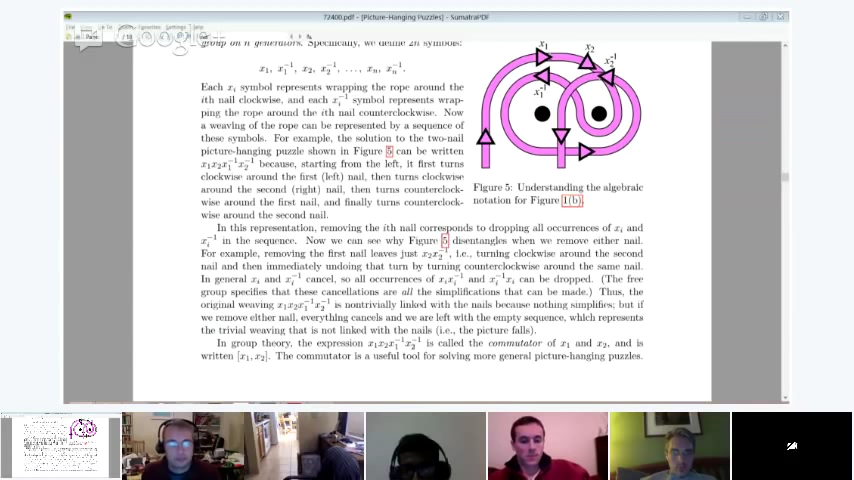 72400.pdf - [Picture-Hanging Puzzles] - SumatraPDF
Google+
group on n generators. Specifically, we define 2n symbols:
x₁, x₁⁻¹, x₂, x₂⁻¹, . . . , xₙ, xₙ⁻¹.
Each xᵢ symbol represents wrapping the rope around the
ith nail clockwise, and each xᵢ⁻¹ symbol represents wrap-
ping the rope around the ith nail counterclockwise. Now
a weaving of the rope can be represented by a sequence of
these symbols. For example, the solution to the two-nail
picture-hanging puzzle shown in Figure 5 can be written
x₁x₂x₁⁻¹x₂⁻¹ because, starting from the left, it first turns
clockwise around the first (left) nail, then turns clockwise
around the second (right) nail, then turns counterclock-
wise around the first nail, and finally turns counterclock-
wise around the second nail.
x₁
x₂
x₂⁻¹
x₁⁻¹
Figure 5: Understanding the algebraic
notation for Figure 1(b).
In this representation, removing the ith nail corresponds to dropping all occurrences of xᵢ and
xᵢ⁻¹ in the sequence. Now we can see why Figure 5 disentangles when we remove either nail.
For example, removing the first nail leaves just x₂x₂⁻¹, i.e., turning clockwise around the second
nail and then immediately undoing that turn by turning counterclockwise around the same nail.
In general xᵢ and xᵢ⁻¹ cancel, so all occurrences of xᵢxᵢ⁻¹ and xᵢ⁻¹xᵢ can be dropped. (The free
group specifies that these cancellations are all the simplifications that can be made.) Thus, the
original weaving x₁x₂x₁⁻¹x₂⁻¹ is nontrivially linked with the nails because nothing simplifies; but if
we remove either nail, everything cancels and we are left with the empty sequence, which represents
the trivial weaving that is not linked with the nails (i.e., the picture falls).
In group theory, the expression x₁x₂x₁⁻¹x₂⁻¹ is called the commutator of x₁ and x₂, and is
written [x₁, x₂]. The commutator is a useful tool for solving more general picture-hanging puzzles.